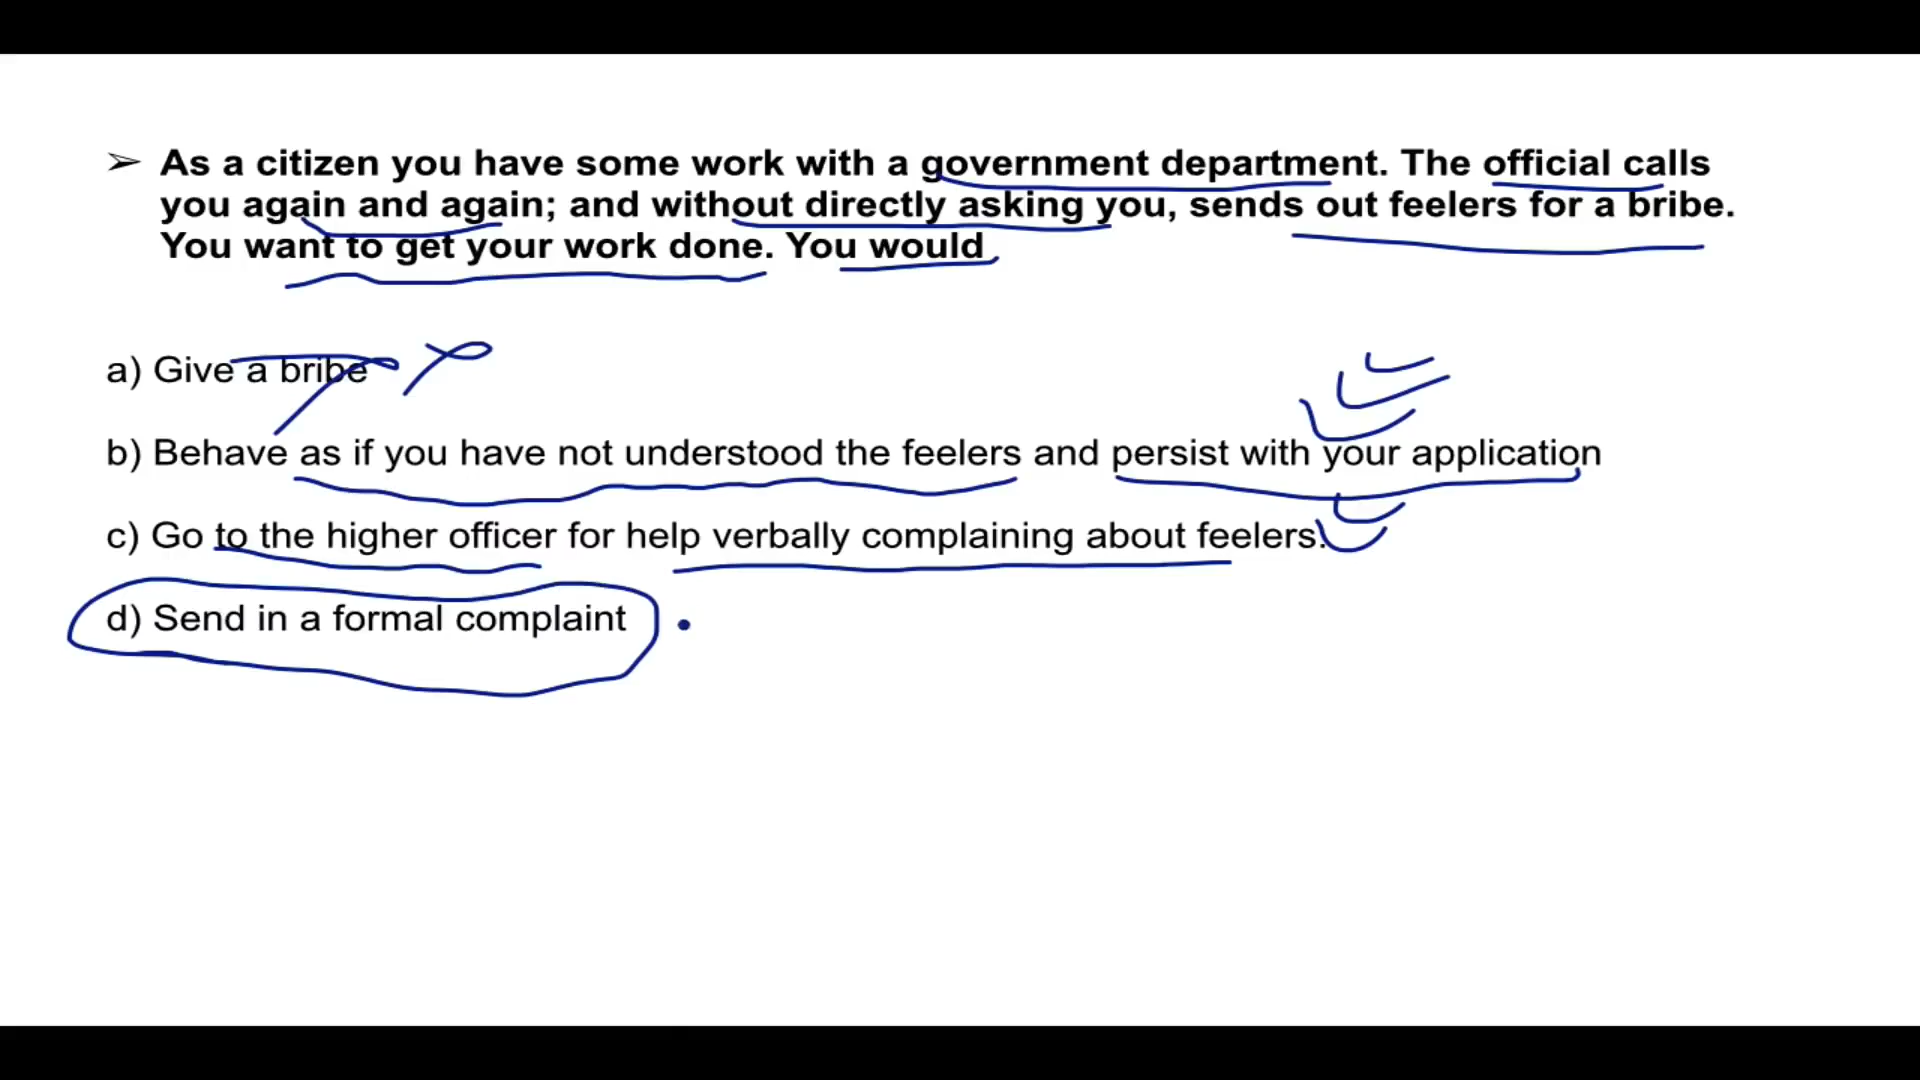 ➢ As a citizen you have some work with a government department. The official calls
you again and again; and without directly asking you, sends out feelers for a bribe.
You want to get your work done. You would
a) Give a bribe
b) Behave as if you have not understood the feelers and persist with your application
c) Go to the higher officer for help verbally complaining about feelers.
d) Send in a formal complaint